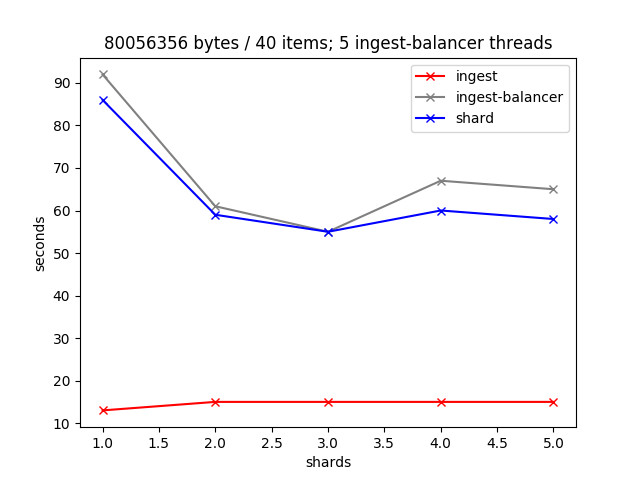 80056356 bytes / 40 items; 5 ingest-balancer threads
ingest
ingest-balancer
shard
90
80
70
60
50
40
30
20
10
seconds
1.0 1.5 2.0 2.5 3.0 3.5 4.0 4.5 5.0
shards